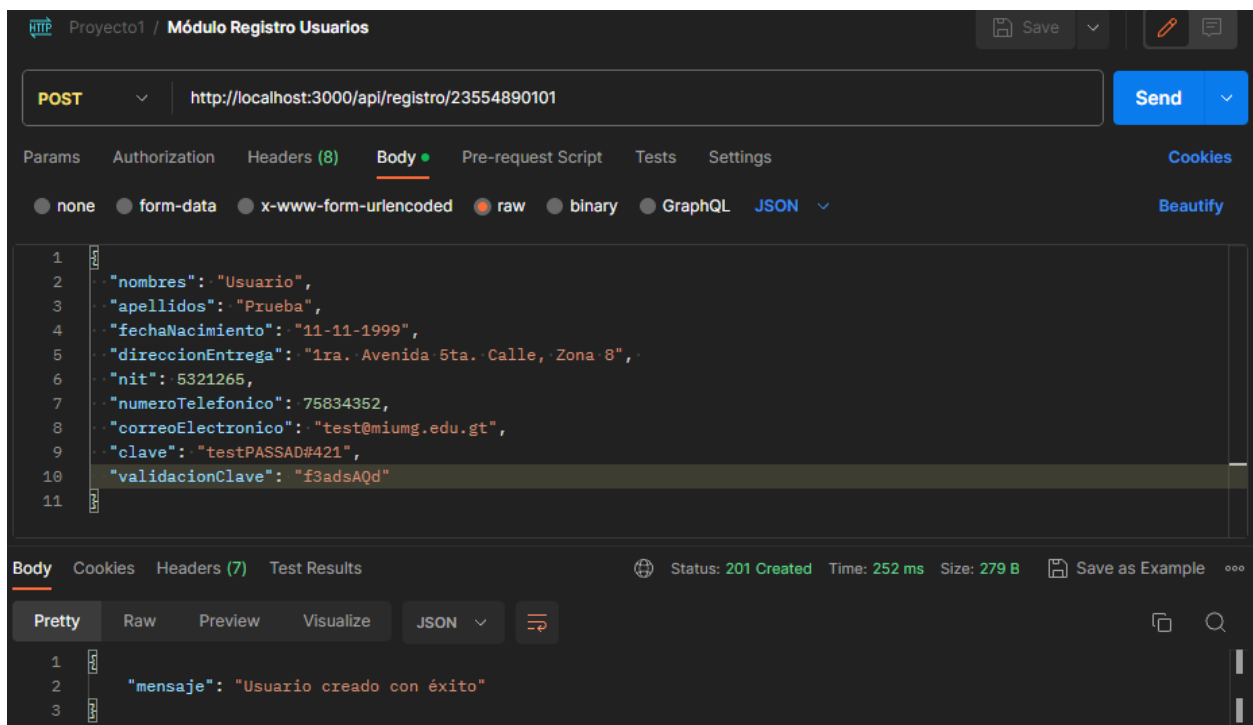 HTTP Proyecto1 / Módulo Registro Usuarios Save
POST http://localhost:3000/api/registro/23554890101 Send
Params Authorization Headers (8) Body Pre-request Script Tests Settings Cookies
none form-data x-www-form-urlencoded raw binary GraphQL JSON Beautify
1 {
2 "nombres": "Usuario",
3 "apellidos": "Prueba",
4 "fechaNacimiento": "11-11-1999",
5 "direccionEntrega": "1ra. Avenida 5ta. Calle, Zona 8",
6 "nit": 5321265,
7 "numeroTelefonico": 75834352,
8 "correoElectronico": "test@miumg.edu.gt",
9 "clave": "testPASSAD#421",
10 "validacionClave": "f3adsAQd"
11 }
Body Cookies Headers (7) Test Results Status: 201 Created Time: 252 ms Size: 279 B Save as Example
Pretty Raw Preview Visualize JSON
1 {
2 "mensaje": "Usuario creado con éxito"
3 }